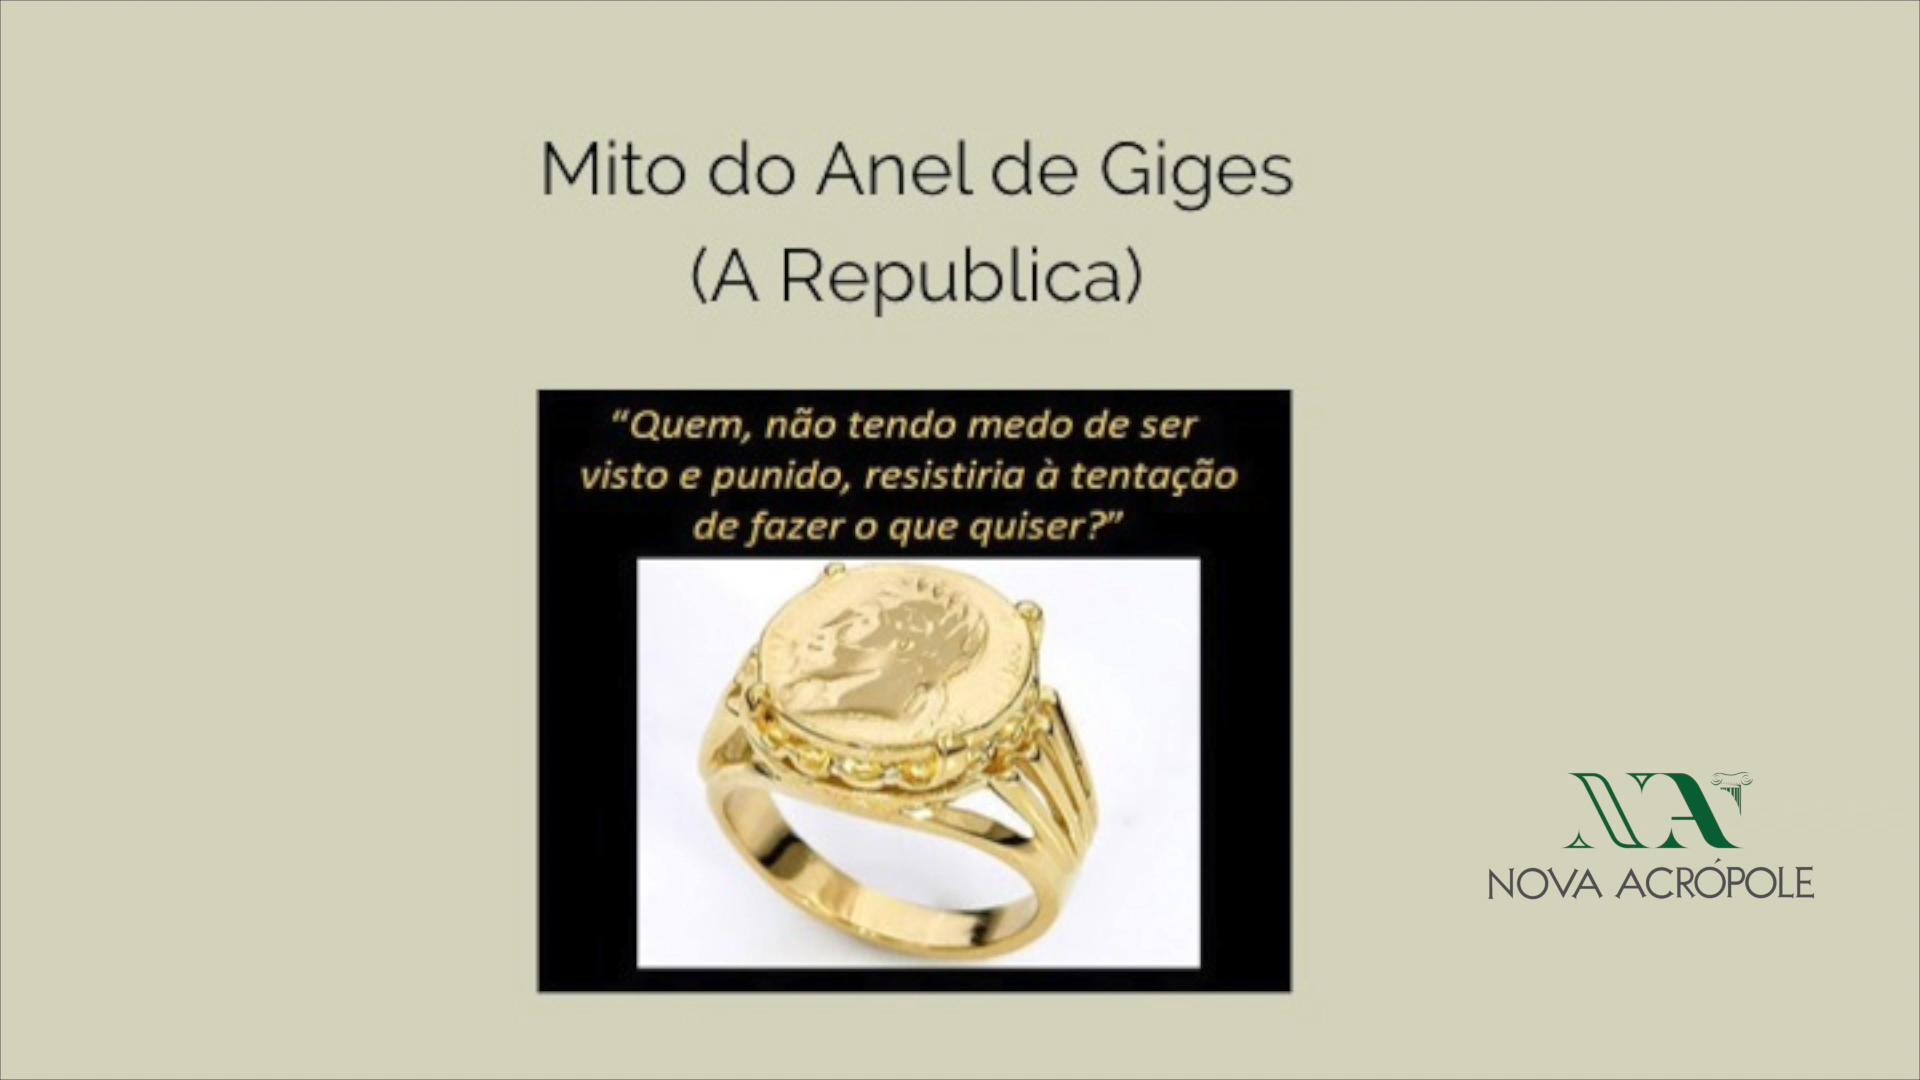 Mito do Anel de Giges
(A Republica)
“Quem, não tendo medo de ser
visto e punido, resistiria à tentação
de fazer o que quiser?”
NA
NOVA ACRÓPOLE